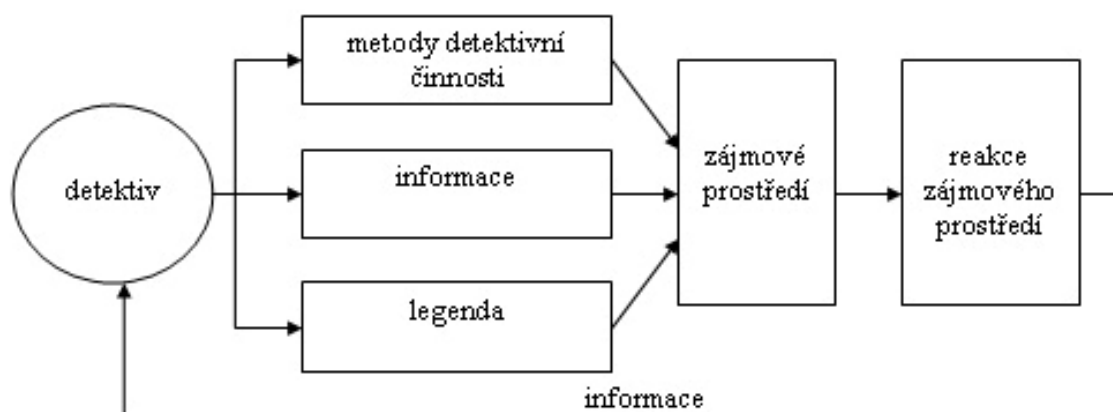 metody detektivní
činnosti
detektiv
informace
legenda
zájmové
prostředí
reakce
zájmového
prostředí
informace